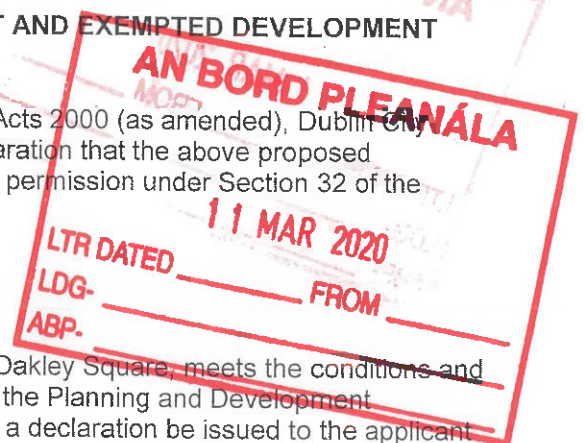 T AND EXEMPTED DEVELOPMENT
AN BORD PLEANÁLA
Acts 2000 (as amended), Dublin City
aration that the above proposed
permission under Section 32 of the
11 MAR 2020
LTR DATED FROM
LDG-
ABP-
Oakley Square, meets the conditions and
the Planning and Development
a declaration be issued to the applicant